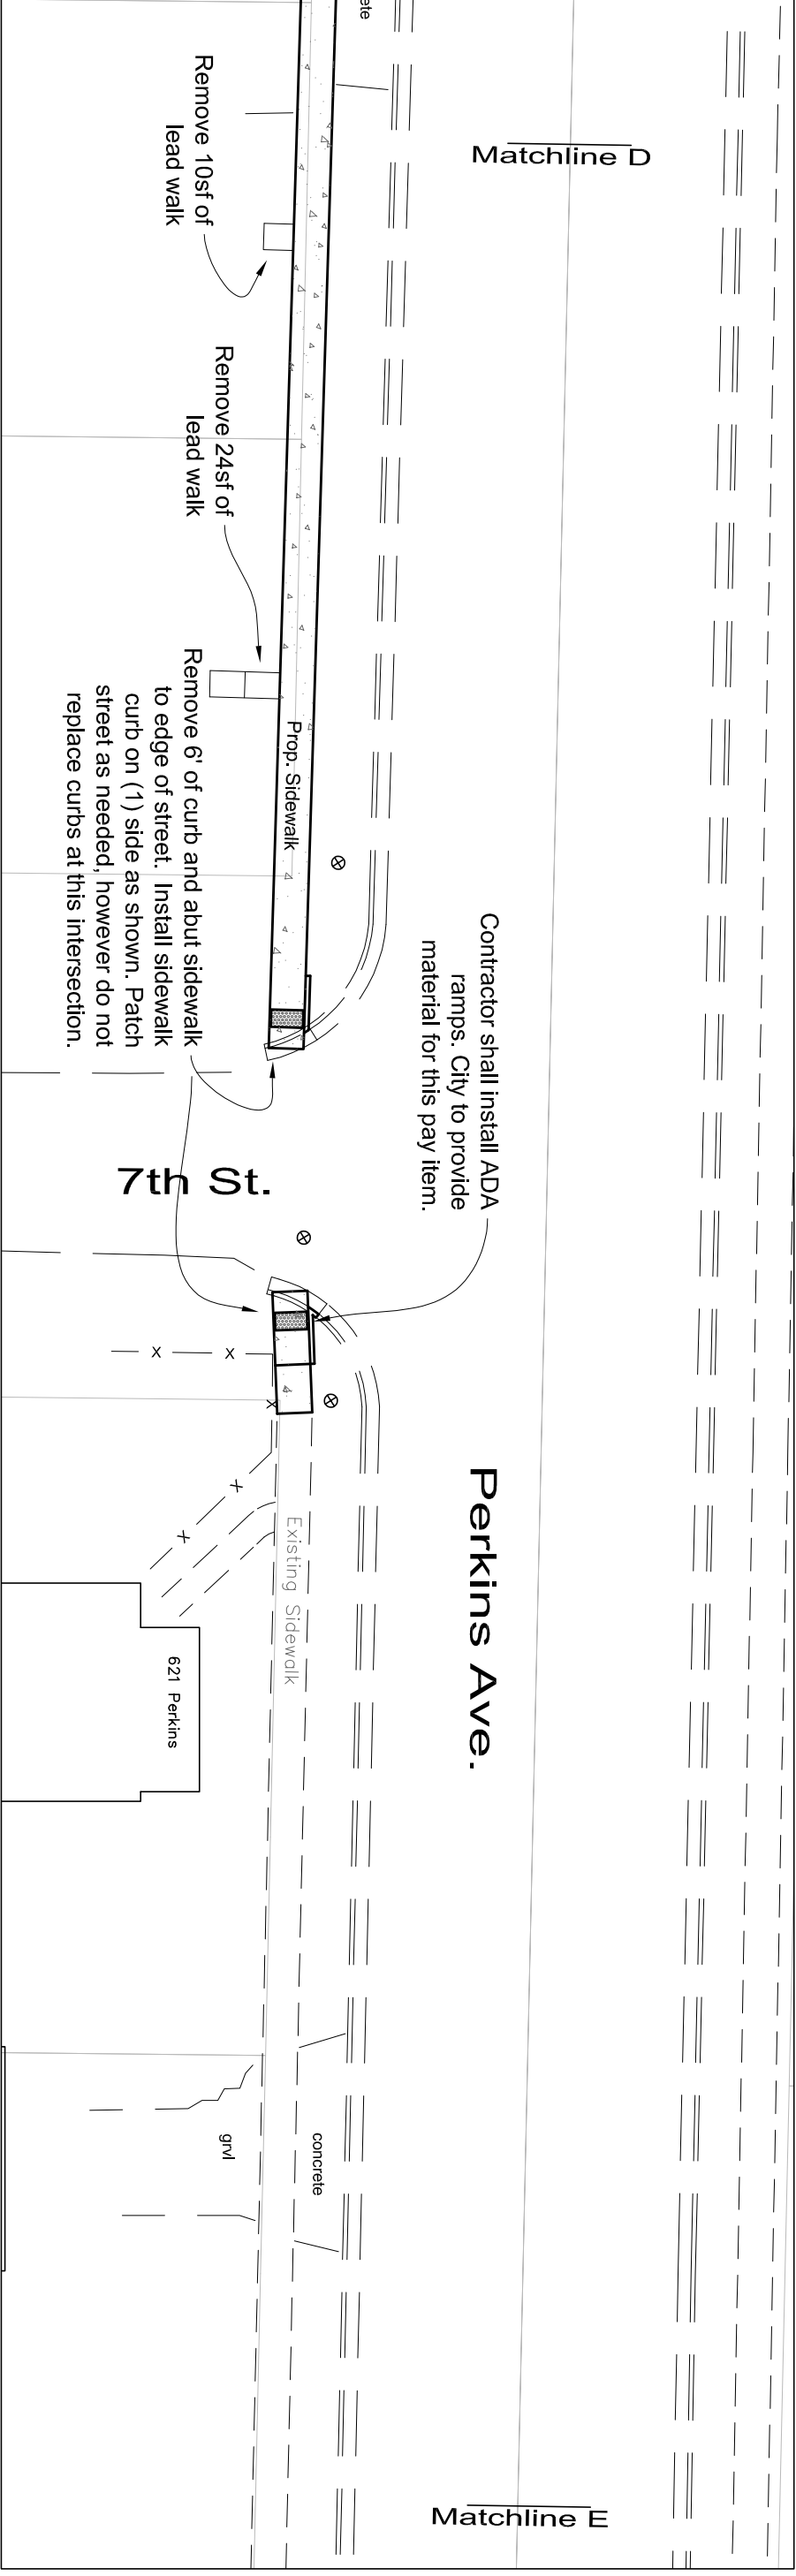 Matchline D
ete
Remove 10sf of
lead walk
Remove 24sf of
lead walk
Prop. Sidewalk
Remove 6' of curb and abut sidewalk
to edge of street. Install sidewalk
curb on (1) side as shown. Patch
street as needed, however do not
replace curbs at this intersection.
Contractor shall install ADA
ramps. City to provide
material for this pay item.
7th St.
X
X
X
X
X
Perkins Ave.
Existing Sidewalk
621 Perkins
grvl
concrete
Matchline E